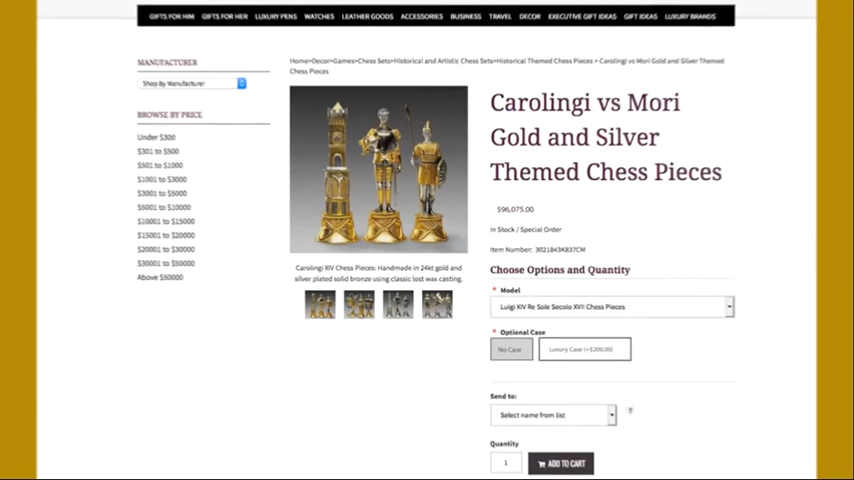 GIFTS FOR HIM GIFTS FOR HER LUXURY PENS WATCHES LEATHER GOODS ACCESSORIES BUSINESS TRAVEL DECOR EXECUTIVE GIFT IDEAS GIFT IDEAS LUXURY BRANDS
MANUFACTURER
Shop By Manufacturer
BROWSE BY PRICE
Under $300
$301 to $500
$501 to $1000
$1001 to $3000
$3001 to $5000
$5001 to $10000
$10001 to $15000
$15001 to $20000
$20001 to $30000
$30001 to $50000
Above $50000
Home>Decor>Games>Chess Sets>Historical and Artistic Chess Sets>Historical Themed Chess Pieces > Carolingi vs Mori Gold and Silver Themed
Chess Pieces
Carolingi XIV Chess Pieces: Handmade in 24kt gold and
silver plated solid bronze using classic lost wax casting.
Carolingi vs Mori
Gold and Silver
Themed Chess Pieces
$96,075.00
In Stock / Special Order
Item Number: 3021843K837CM
Choose Options and Quantity
* Model
Luigi XIV Re Sole Secolo XVII Chess Pieces
* Optional Case
No Case
Luxury Case (+$200.00)
Send to:
Select name from list
?
Quantity
1
ADD TO CART